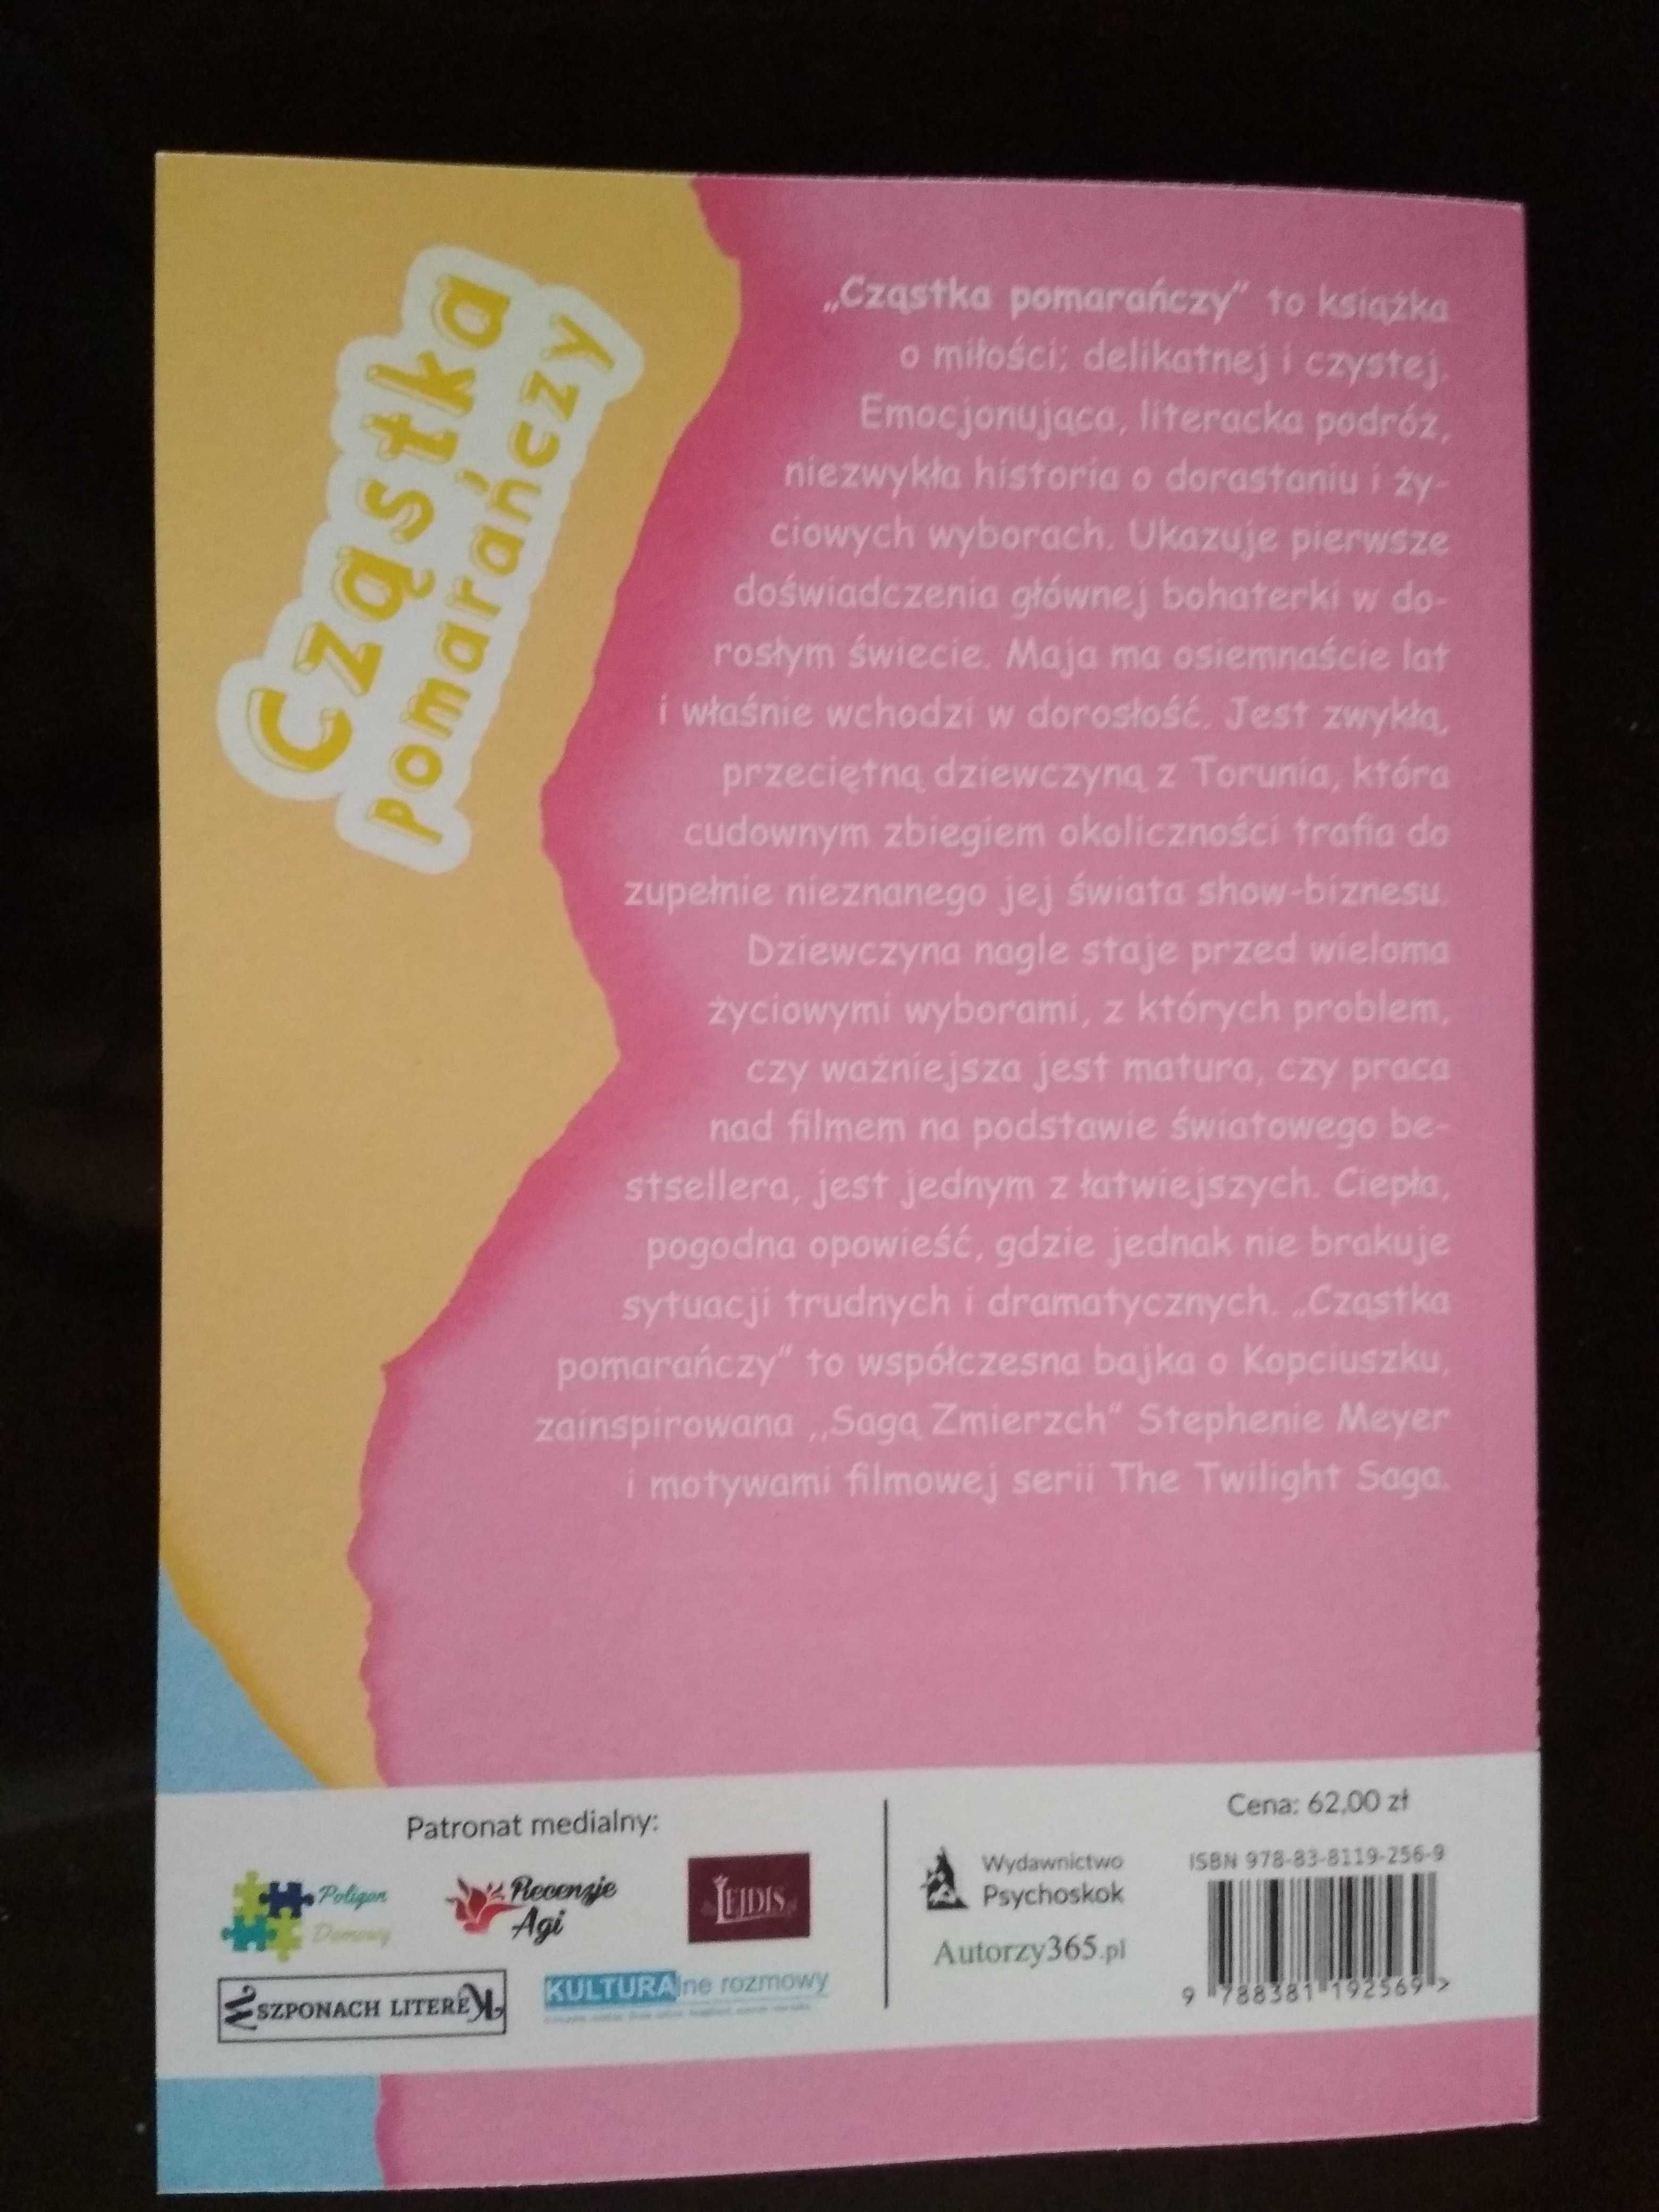 Cząstka
pomarańczy
„Cząstka pomarańczy" to książka
o miłości; delikatnej i czystej.
Emocjonująca, literacka podróż,
niezwykła historia o dorastaniu i ży-
ciowych wyborach. Ukazuje pierwsze
doświadczenia głównej bohaterki w do-
rosłym świecie. Maja ma osiemnaście lat
i właśnie wchodzi w dorosłość. Jest zwykłą,
przeciętną dziewczyną z Torunia, która
cudownym zbiegiem okoliczności trafia do
zupełnie nieznanego jej świata show-biznesu.
Dziewczyna nagle staje przed wieloma
życiowymi wyborami, z których problem,
czy ważniejsza jest matura, czy praca
nad filmem na podstawie światowego be-
stsellera, jest jednym z łatwiejszych. Ciepła,
pogodna opowieść, gdzie jednak nie brakuje
sytuacji trudnych i dramatycznych. „Cząstka
pomarańczy" to współczesna bajka o Kopciuszku,
zainspirowana ,,Sagą Zmierzch" Stephenie Meyer
i motywami filmowej serii The Twilight Saga.
Patronat medialny:
Poligon
Domowy
Recenzje
Agi
LEJDIS
W SZPONACH LITEREK
KULTURAlne rozmowy
Wydawnictwo
Psychoskok
Autorzy365.pl
Cena: 62,00 zł
ISBN 978-83-8119-256-9
9 788381 192569 >